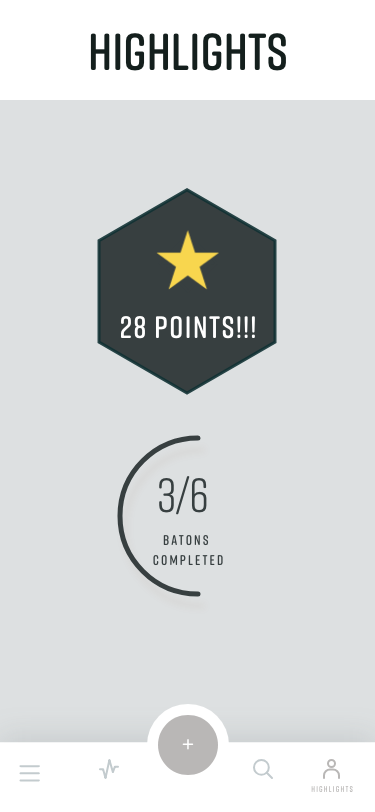 HIGHLIGHTS
28 POINTS!!!
3/6
BATONS
COMPLETED
+
HIGHLIGHTS